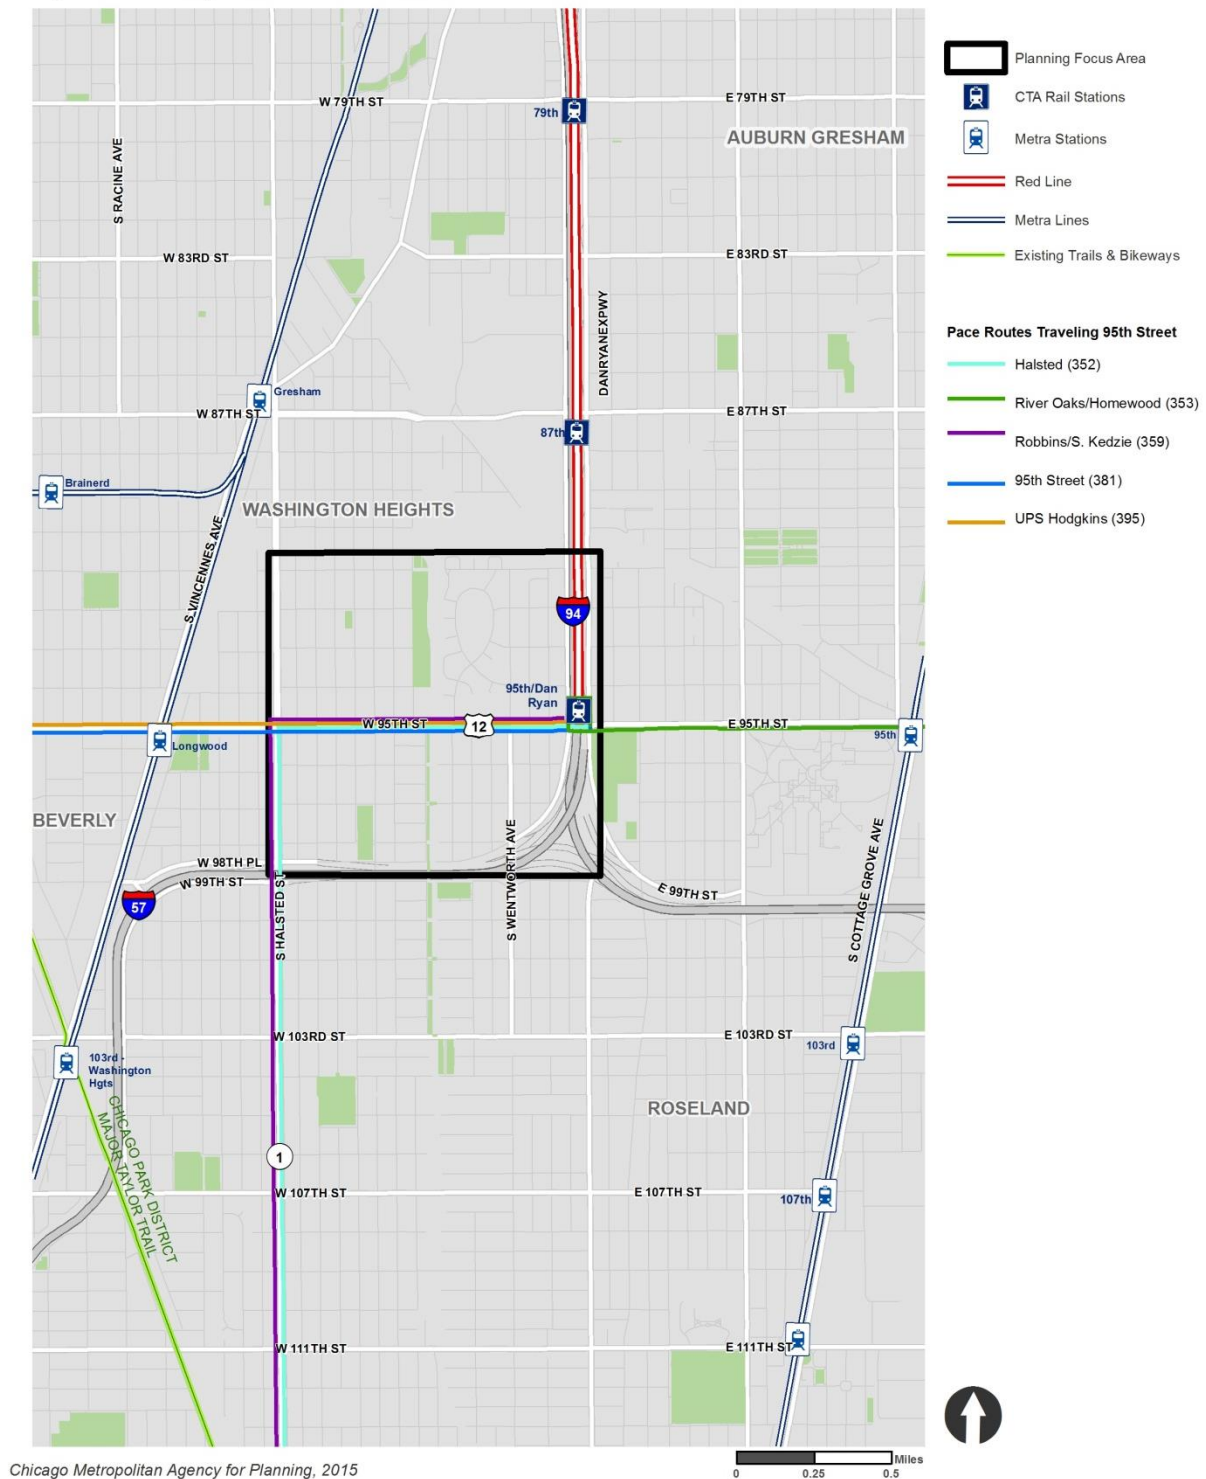 W 79TH ST
E 79TH ST
79th
AUBURN GRESHAM
S RACINE AVE
W 83RD ST
E 83RD ST
DANRYANEXPWY
Gresham
W 87TH ST
E 87TH ST
87th
Brainerd
WASHINGTON HEIGHTS
S VINCENNES AVE
94
95th/Dan
Ryan
W 95TH ST
12
E 95TH ST
95th
Longwood
BEVERLY
S WENTWORTH AVE
S COTTAGE GROVE AVE
W 98TH PL
W 99TH ST
E 99TH ST
57
S HALSTED ST
W 103RD ST
E 103RD ST
103rd
103rd -
Washington
Hgts
CHICAGO PARK DISTRICT
MAJOR TAYLOR TRAIL
ROSELAND
1
W 107TH ST
E 107TH ST
107th
W 111TH ST
E 111TH ST
Planning Focus Area
CTA Rail Stations
Metra Stations
Red Line
Metra Lines
Existing Trails & Bikeways
Pace Routes Traveling 95th Street
Halsted (352)
River Oaks/Homewood (353)
Robbins/S. Kedzie (359)
95th Street (381)
UPS Hodgkins (395)
Miles
0
0.25
0.5
Chicago Metropolitan Agency for Planning, 2015